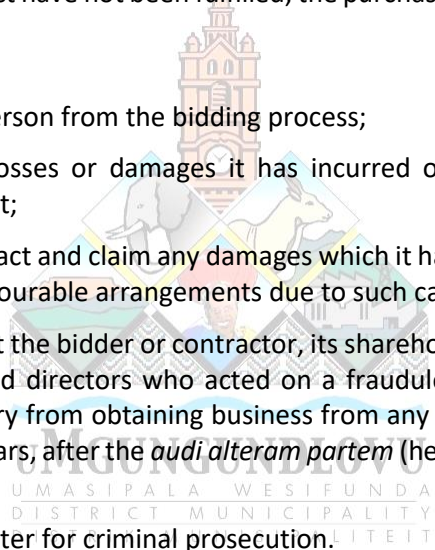 st have not been fulfilled, the purchas
erson from the bidding process;
osses or damages it has incurred o
t;
act and claim any damages which it ha
ourable arrangements due to such ca
t the bidder or contractor, its shareho
d directors who acted on a fraudule
ry from obtaining business from any
ars, after the audi alteram partem (he
UMGUNGUNDLOVU
UMASIPALA WESIFUNDA
DISTRICT MUNICIPALITY
ter for criminal prosecution.